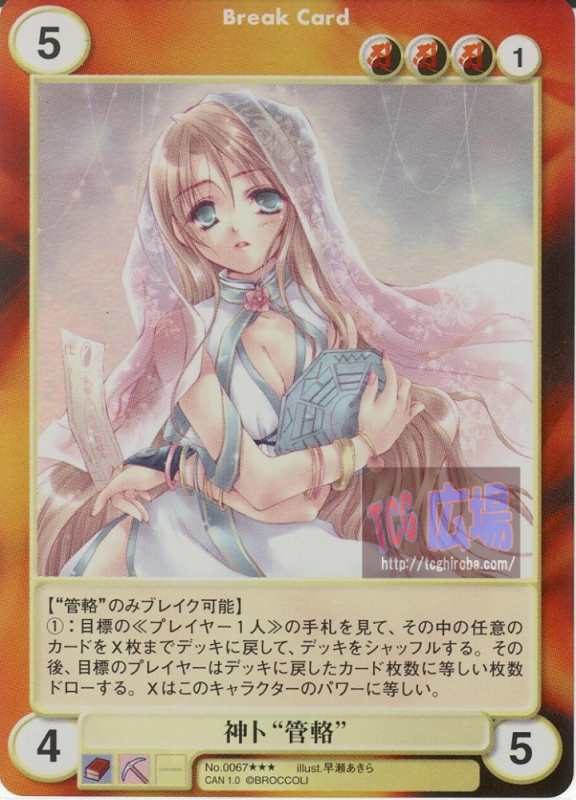 Break Card
5
1
TCG 広場
http://tcghiroba.com/
【“管輅”のみブレイク可能】
①：目標の≪プレイヤー１人≫の手札を見て、その中の任意の
カードをＸ枚までデッキに戻して、デッキをシャッフルする。その
後、目標のプレイヤーはデッキに戻したカード枚数に等しい枚数
ドローする。Ｘはこのキャラクターのパワーに等しい。
4
神卜“管輅”
5
No.0067★★★ illust.早瀬あきら
CAN 1.0 ©BROCCOLI